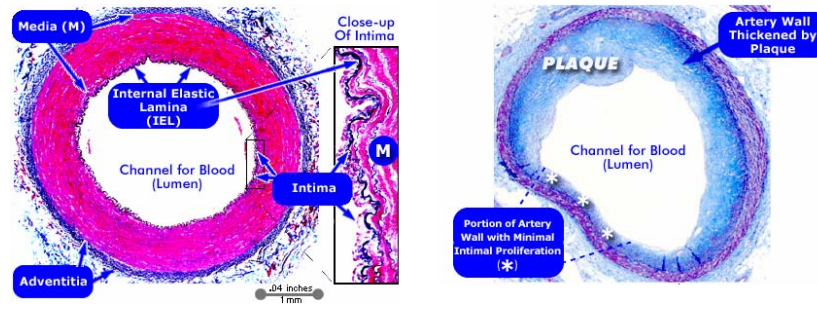 Media (M)
Internal Elastic
Lamina
(IEL)
Channel for Blood
(Lumen)
Adventitia
Close-up
Of Intima
M
Intima
.04 inches
1 mm
PLAQUE
Artery Wall
Thickened by
Plaque
Channel for Blood
(Lumen)
Portion of Artery
Wall with Minimal
Intimal Proliferation
(*)
* * *